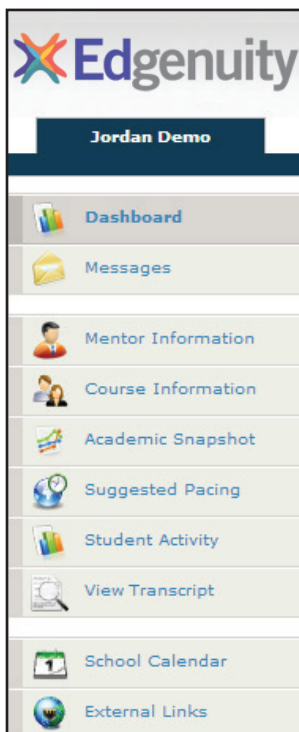 Edgenuity
Jordan Demo
Dashboard
Messages
Mentor Information
Course Information
Academic Snapshot
Suggested Pacing
Student Activity
View Transcript
School Calendar
1
External Links